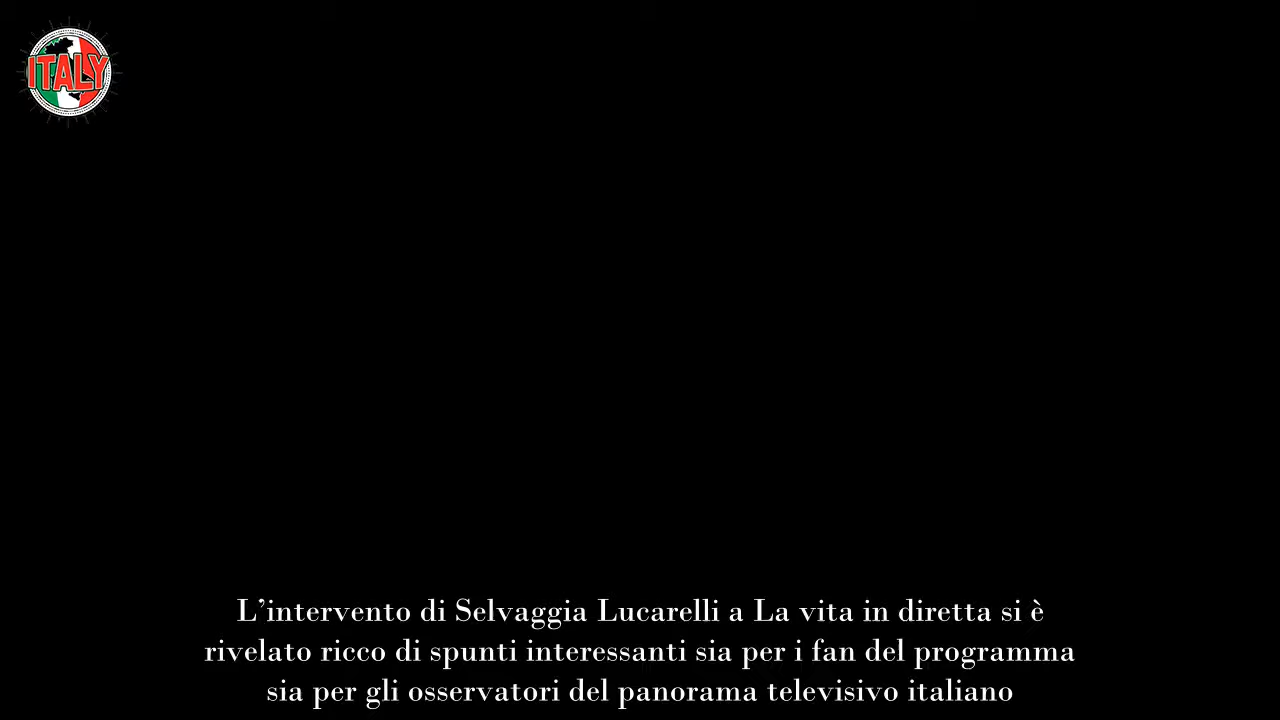 ITALY
L’intervento di Selvaggia Lucarelli a La vita in diretta si è
rivelato ricco di spunti interessanti sia per i fan del programma
sia per gli osservatori del panorama televisivo italiano